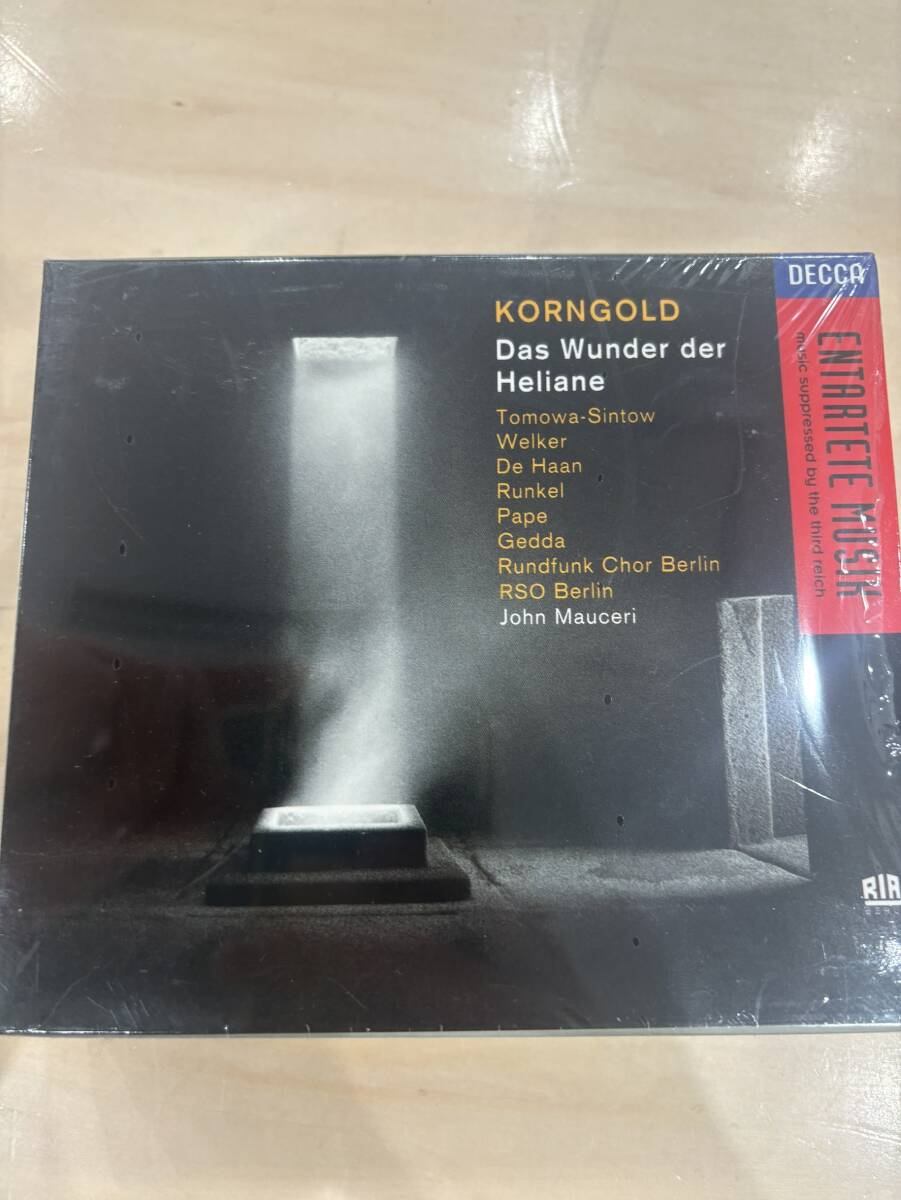 DECCA
KORNGOLD
Das Wunder der
Heliane
Tomowa-Sintow
Welker
De Haan
Runkel
Pape
Gedda
Rundfunk Chor Berlin
RSO Berlin
John Mauceri
ENTARTETE MUSIK
music suppressed by the third reich
RIA